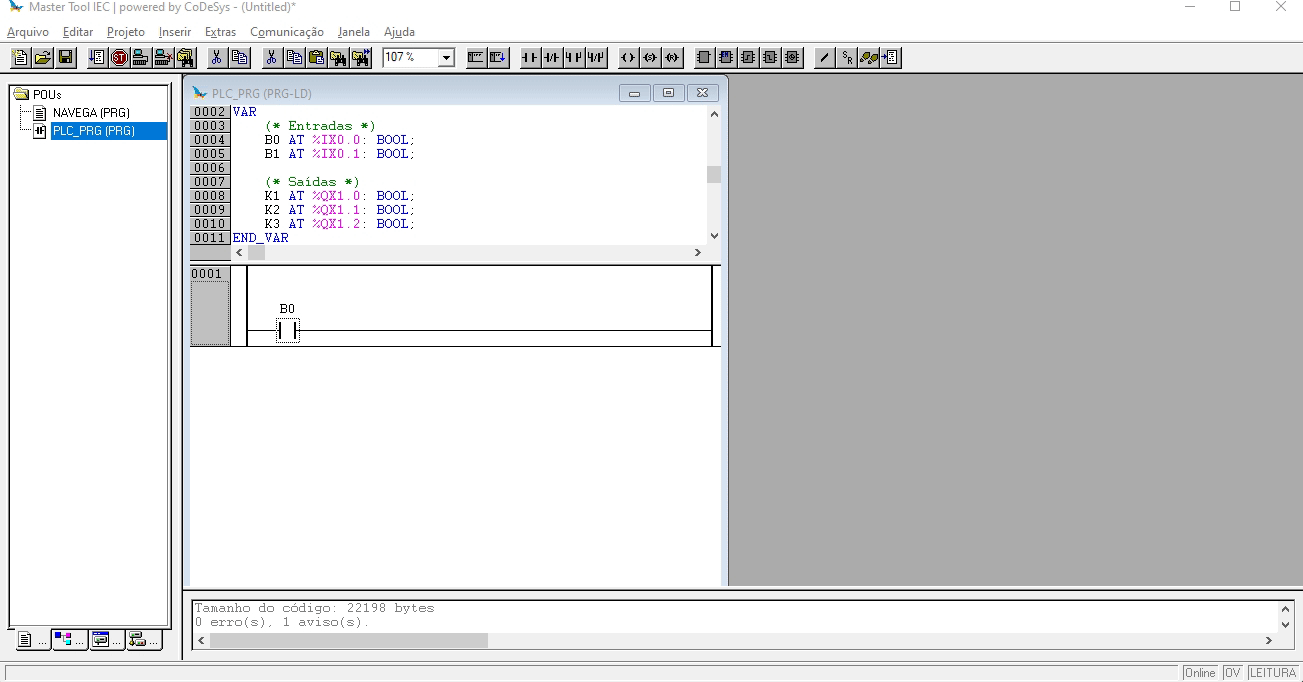 Master Tool IEC | powered by CoDeSys - (Untitled)*
Arquivo Editar Projeto Inserir Extras Comunicação Janela Ajuda
107 %
POUs
NAVEGA (PRG)
PLC_PRG (PRG)
PLC_PRG (PRG-LD)
0002 VAR
0003 (* Entradas *)
0004 B0 AT %IX0.0: BOOL;
0005 B1 AT %IX0.1: BOOL;
0006
0007 (* Saídas *)
0008 K1 AT %QX1.0: BOOL;
0009 K2 AT %QX1.1: BOOL;
0010 K3 AT %QX1.2: BOOL;
0011 END_VAR
0001
B0
Tamanho do código: 22198 bytes
0 erro(s), 1 aviso(s).
... ... ... ...
Online OV LEITURA